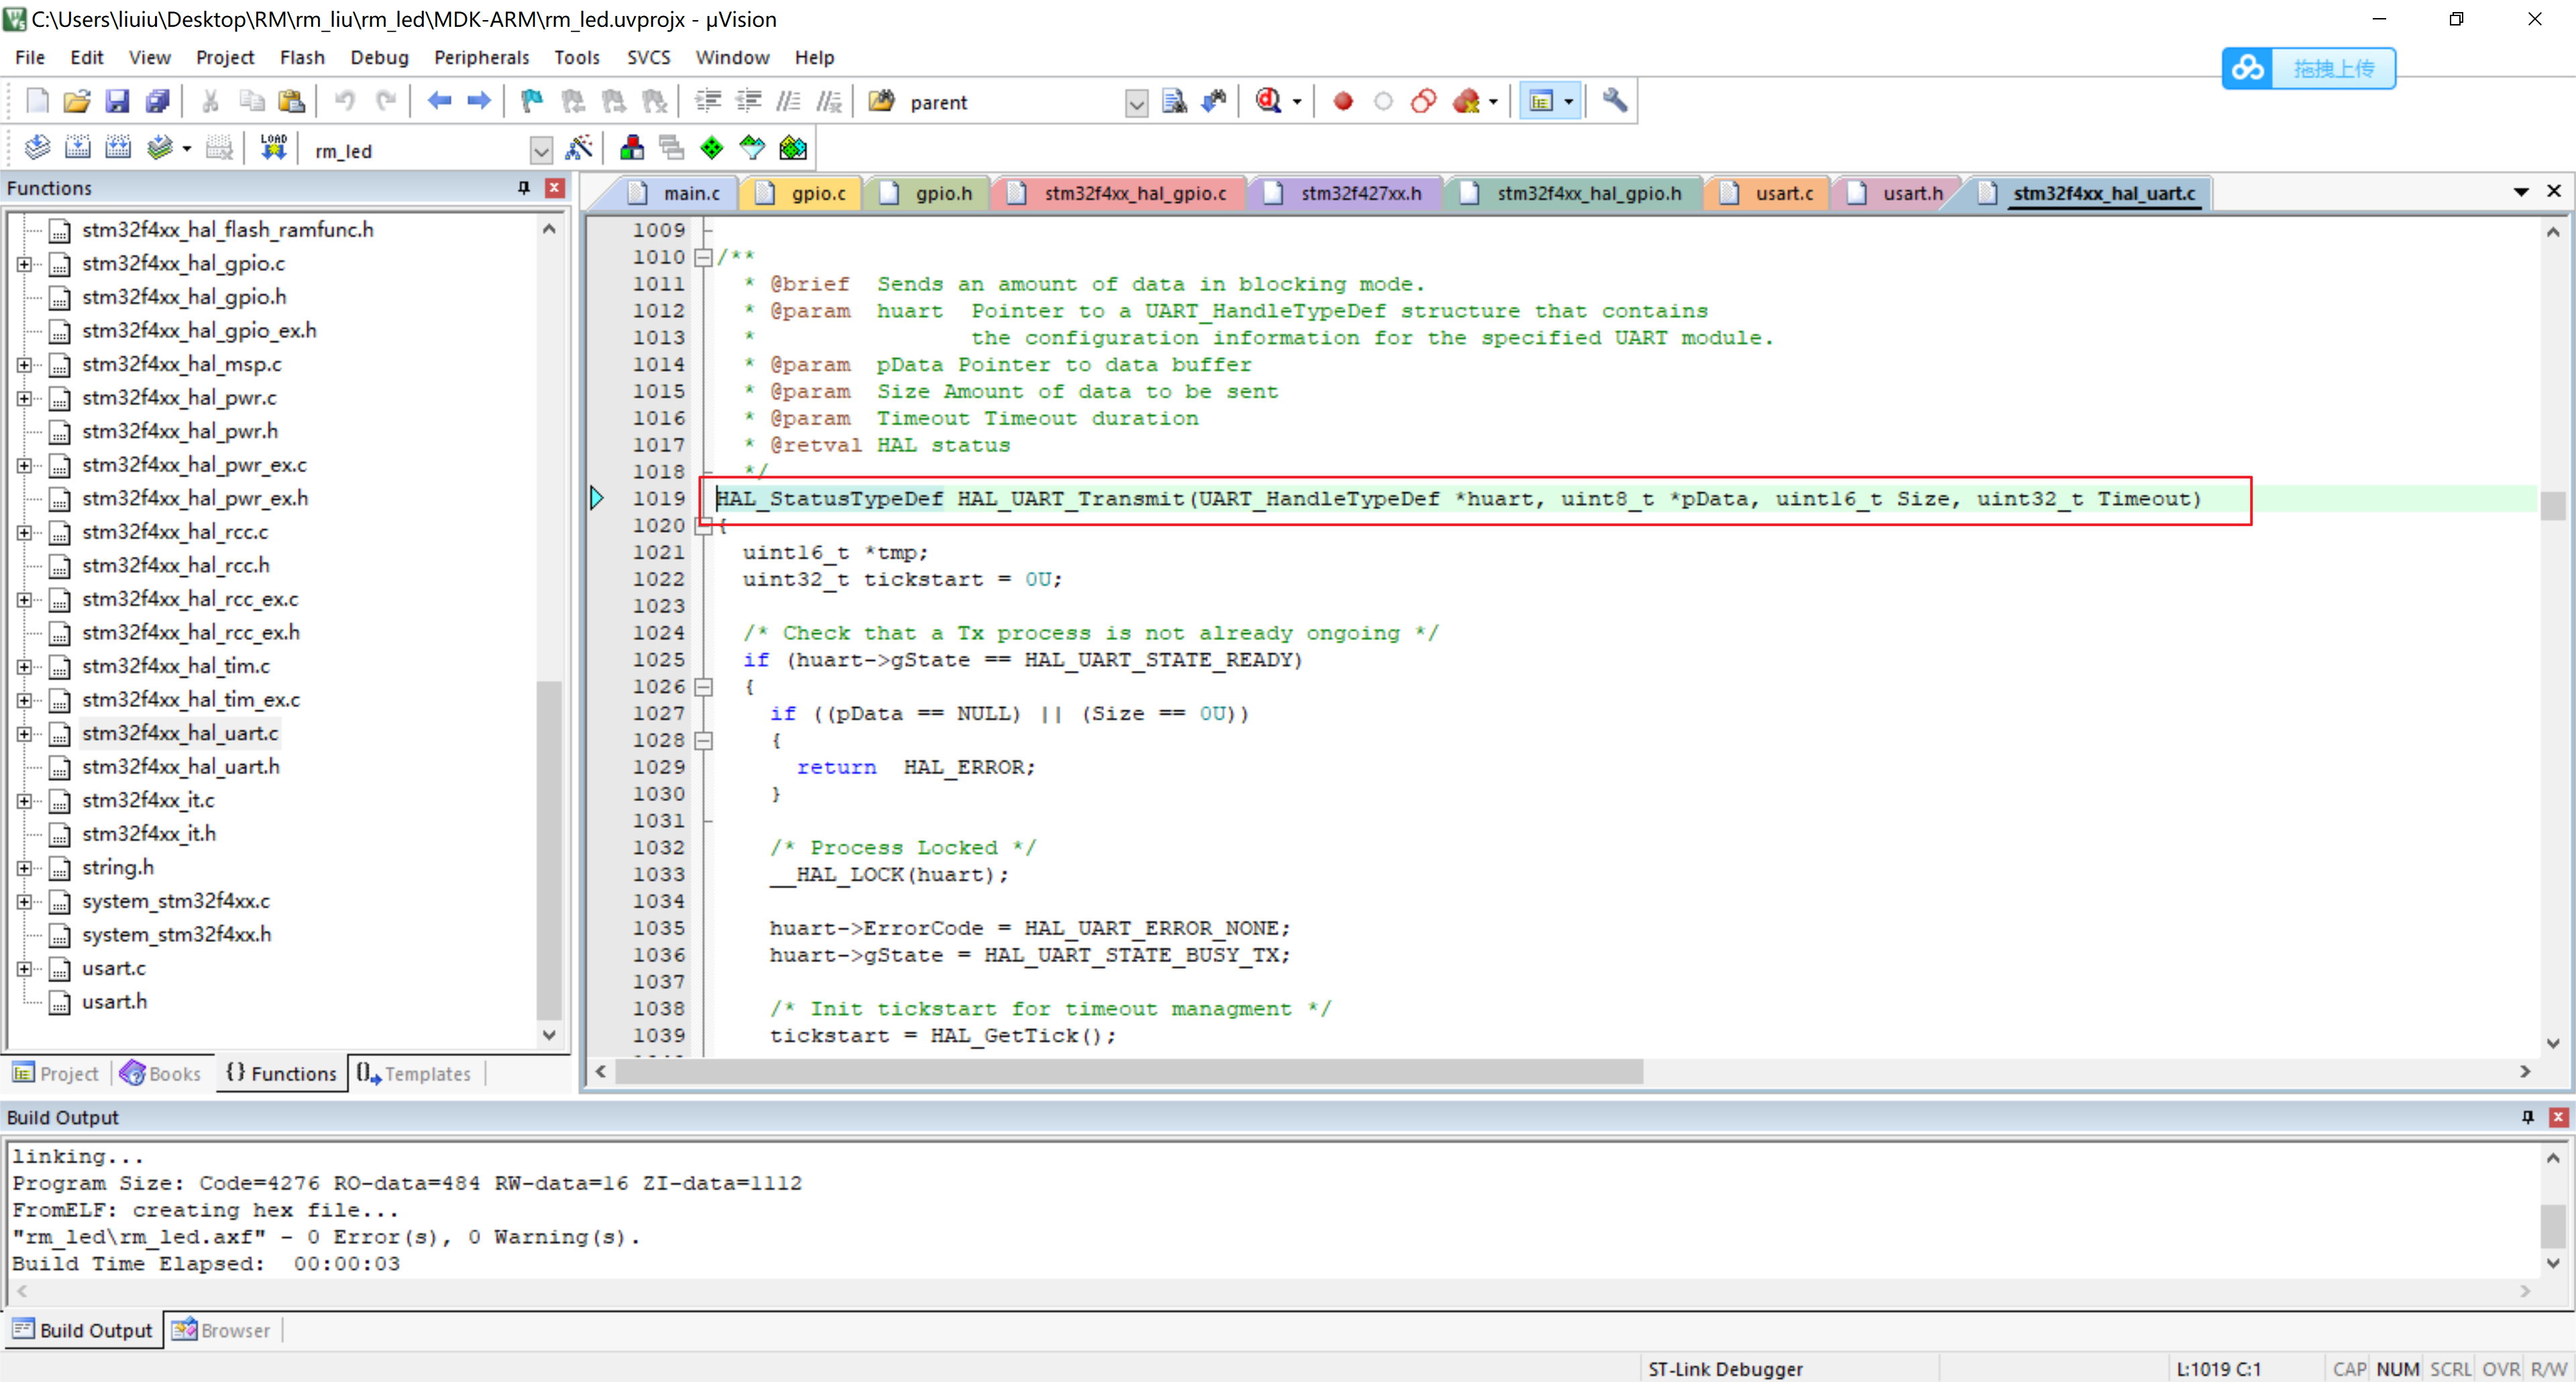 C:\Users\liuiu\Desktop\RM\rm_liu\rm_led\MDK-ARM\rm_led.uvprojx - µVision
File Edit View Project Flash Debug Peripherals Tools SVCS Window Help
拖拽上传
parent
LOAD
rm_led
Functions
stm32f4xx_hal_flash_ramfunc.h
stm32f4xx_hal_gpio.c
stm32f4xx_hal_gpio.h
stm32f4xx_hal_gpio_ex.h
stm32f4xx_hal_msp.c
stm32f4xx_hal_pwr.c
stm32f4xx_hal_pwr.h
stm32f4xx_hal_pwr_ex.c
stm32f4xx_hal_pwr_ex.h
stm32f4xx_hal_rcc.c
stm32f4xx_hal_rcc.h
stm32f4xx_hal_rcc_ex.c
stm32f4xx_hal_rcc_ex.h
stm32f4xx_hal_tim.c
stm32f4xx_hal_tim_ex.c
stm32f4xx_hal_uart.c
stm32f4xx_hal_uart.h
stm32f4xx_it.c
stm32f4xx_it.h
string.h
system_stm32f4xx.c
system_stm32f4xx.h
usart.c
usart.h
Project Books {} Functions Templates
main.c gpio.c gpio.h stm32f4xx_hal_gpio.c stm32f427xx.h stm32f4xx_hal_gpio.h usart.c usart.h stm32f4xx_hal_uart.c
1009
1010 /**
1011 * @brief Sends an amount of data in blocking mode.
1012 * @param huart Pointer to a UART_HandleTypeDef structure that contains
1013 * the configuration information for the specified UART module.
1014 * @param pData Pointer to data buffer
1015 * @param Size Amount of data to be sent
1016 * @param Timeout Timeout duration
1017 * @retval HAL status
1018 */
1019 HAL_StatusTypeDef HAL_UART_Transmit(UART_HandleTypeDef *huart, uint8_t *pData, uint16_t Size, uint32_t Timeout)
1020 {
1021 uint16_t *tmp;
1022 uint32_t tickstart = 0U;
1023
1024 /* Check that a Tx process is not already ongoing */
1025 if (huart->gState == HAL_UART_STATE_READY)
1026 {
1027 if ((pData == NULL) || (Size == 0U))
1028 {
1029 return HAL_ERROR;
1030 }
1031
1032 /* Process Locked */
1033 __HAL_LOCK(huart);
1034
1035 huart->ErrorCode = HAL_UART_ERROR_NONE;
1036 huart->gState = HAL_UART_STATE_BUSY_TX;
1037
1038 /* Init tickstart for timeout managment */
1039 tickstart = HAL_GetTick();
Build Output
linking...
Program Size: Code=4276 RO-data=484 RW-data=16 ZI-data=1112
FromELF: creating hex file...
"rm_led\rm_led.axf" - 0 Error(s), 0 Warning(s).
Build Time Elapsed: 00:00:03
Build Output Browser
ST-Link Debugger L:1019 C:1 CAP NUM SCRL OVR R/W